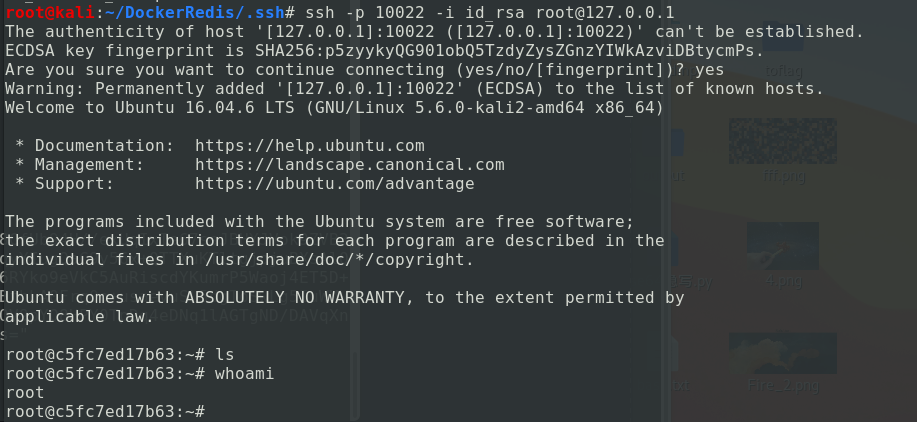 root@kali:~/DockerRedis/.ssh# ssh -p 10022 -i id_rsa root@127.0.0.1
The authenticity of host '[127.0.0.1]:10022 ([127.0.0.1]:10022)' can't be established.
ECDSA key fingerprint is SHA256:p5zyykyQG901obQ5TzdyZysZGnzYIWkAzviDBtycmPs.
Are you sure you want to continue connecting (yes/no/[fingerprint])? yes
Warning: Permanently added '[127.0.0.1]:10022' (ECDSA) to the list of known hosts.
Welcome to Ubuntu 16.04.6 LTS (GNU/Linux 5.6.0-kali2-amd64 x86_64)
* Documentation:  https://help.ubuntu.com
* Management:     https://landscape.canonical.com
* Support:        https://ubuntu.com/advantage
The programs included with the Ubuntu system are free software;
the exact distribution terms for each program are described in the
individual files in /usr/share/doc/*/copyright.
Ubuntu comes with ABSOLUTELY NO WARRANTY, to the extent permitted by
applicable law.
root@c5fc7ed17b63:~# ls
root@c5fc7ed17b63:~# whoami
root
root@c5fc7ed17b63:~#
toflag
fff.png
4.png
Fire_2.png